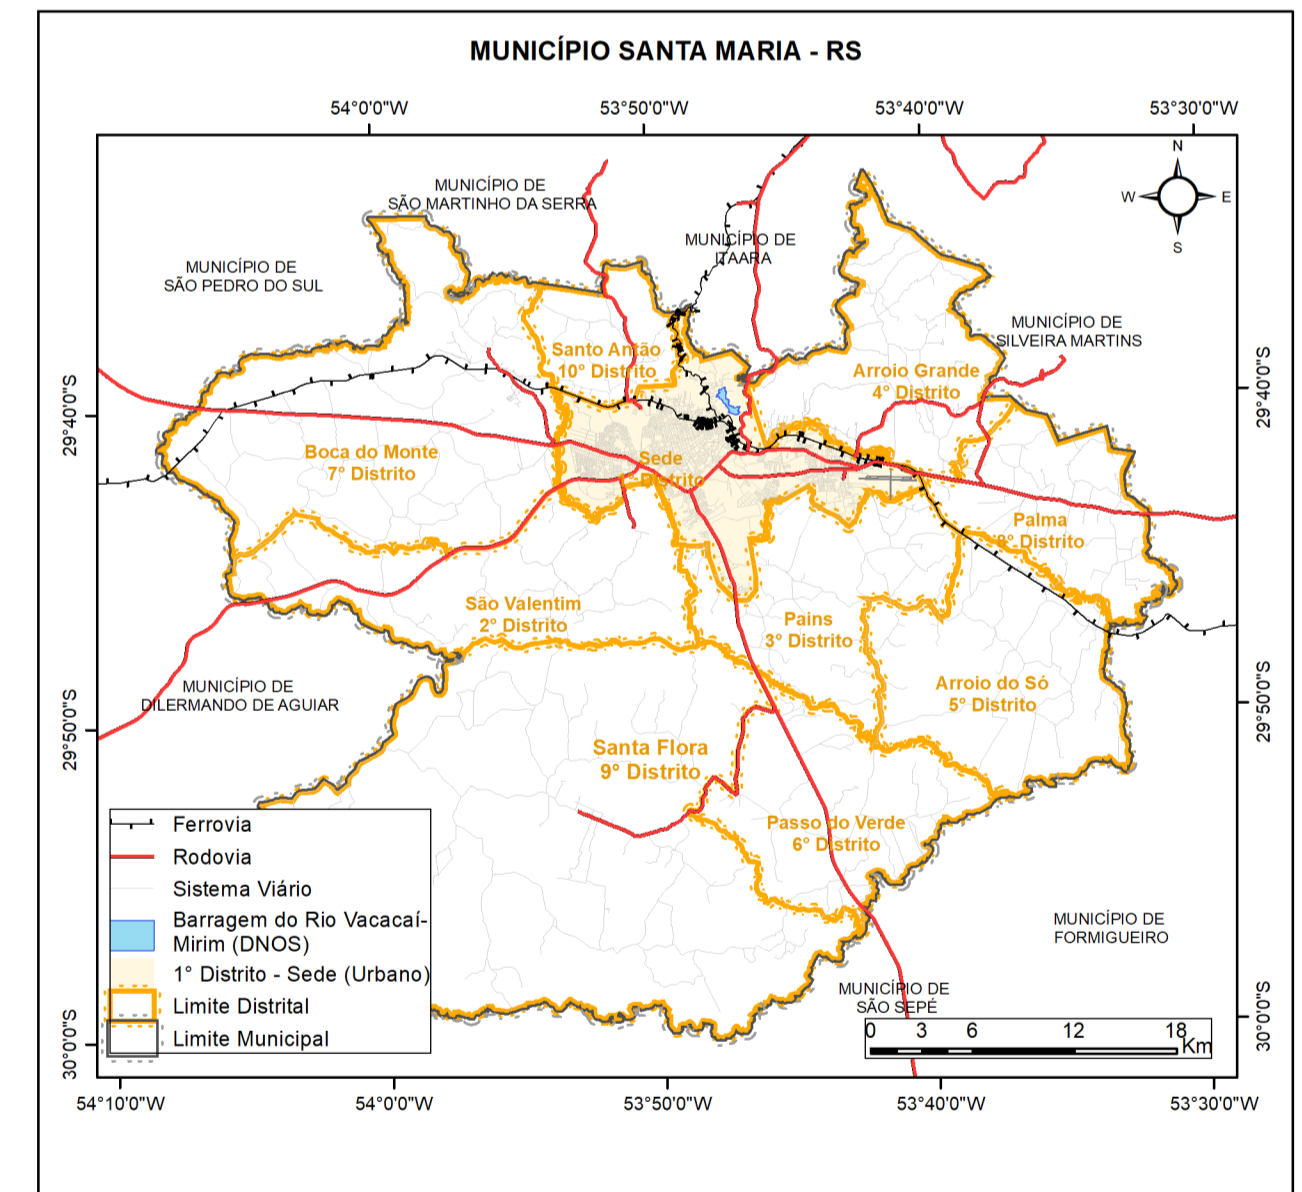 MUNICÍPIO SANTA MARIA - RS
54°0'0"W
53°50'0"W
53°40'0"W
53°30'0"W
N
W
E
S
MUNICÍPIO DE
SÃO MARTINHO DA SERRA
MUNICÍPIO DE
ITAARA
MUNICÍPIO DE
SÃO PEDRO DO SUL
MUNICÍPIO DE
SILVEIRA MARTINS
Santo Antão
10° Distrito
Arroio Grande
4° Distrito
29°40'0"S
29°40'0"S
Boca do Monte
7° Distrito
Sede
Distrito
Palma
8° Distrito
São Valentim
2° Distrito
Pains
3° Distrito
MUNICÍPIO DE
DILERMANDO DE AGUIAR
Arroio do Só
5° Distrito
29°50'0"S
29°50'0"S
Santa Flora
9° Distrito
Passo do Verde
6° Distrito
MUNICÍPIO DE
FORMIGUEIRO
MUNICÍPIO DE
SÃO SEPÉ
Ferrovia
Rodovia
Sistema Viário
Barragem do Rio Vacacaí-
Mirim (DNOS)
1° Distrito - Sede (Urbano)
Limite Distrital
Limite Municipal
0 3 6 12 18
Km
30°0'0"S
30°0'0"S
54°10'0"W
54°0'0"W
53°50'0"W
53°40'0"W
53°30'0"W